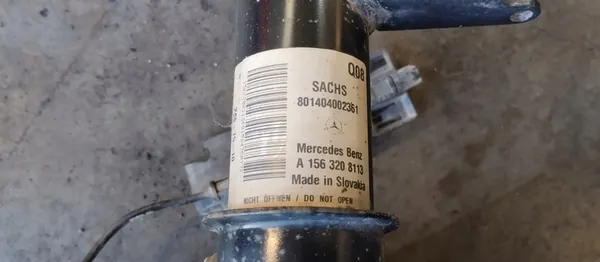 Q08
SACHS
801404002361
Mercedes Benz
A 156 320 8113
Made in Slovakia
NICHT ÖFFNEN / DO NOT OPEN